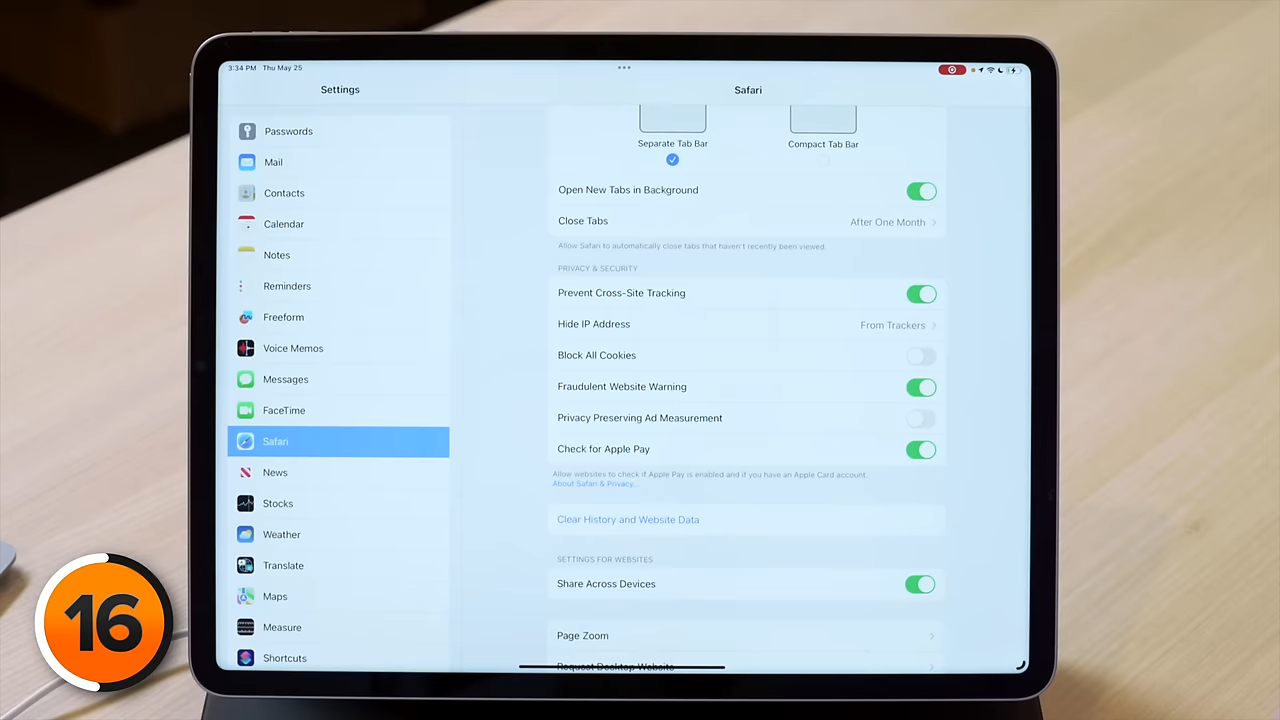 3:34 PM Thu May 25
Settings
Safari
Passwords
Mail
Contacts
Calendar
Notes
Reminders
Freeform
Voice Memos
Messages
FaceTime
Safari
News
Stocks
Weather
Translate
Maps
Measure
Shortcuts
Separate Tab Bar
Compact Tab Bar
Open New Tabs in Background
Close Tabs After One Month
Allow Safari to automatically close tabs that haven't recently been viewed.
PRIVACY & SECURITY
Prevent Cross-Site Tracking
Hide IP Address From Trackers
Block All Cookies
Fraudulent Website Warning
Privacy Preserving Ad Measurement
Check for Apple Pay
Allow websites to check if Apple Pay is enabled and if you have an Apple Card account.
About Safari & Privacy...
Clear History and Website Data
SETTINGS FOR WEBSITES
Share Across Devices
Page Zoom
Request Desktop Website
16